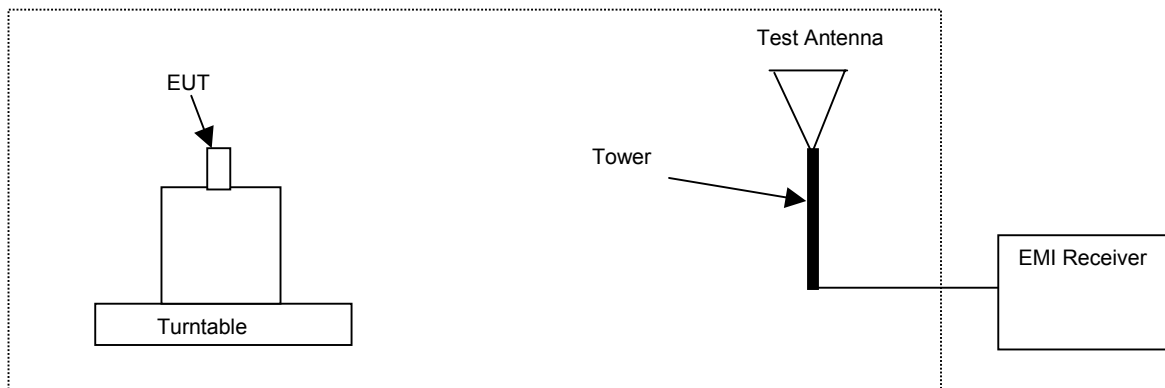 Test Antenna
EUT
Tower
EMI Receiver
Turntable